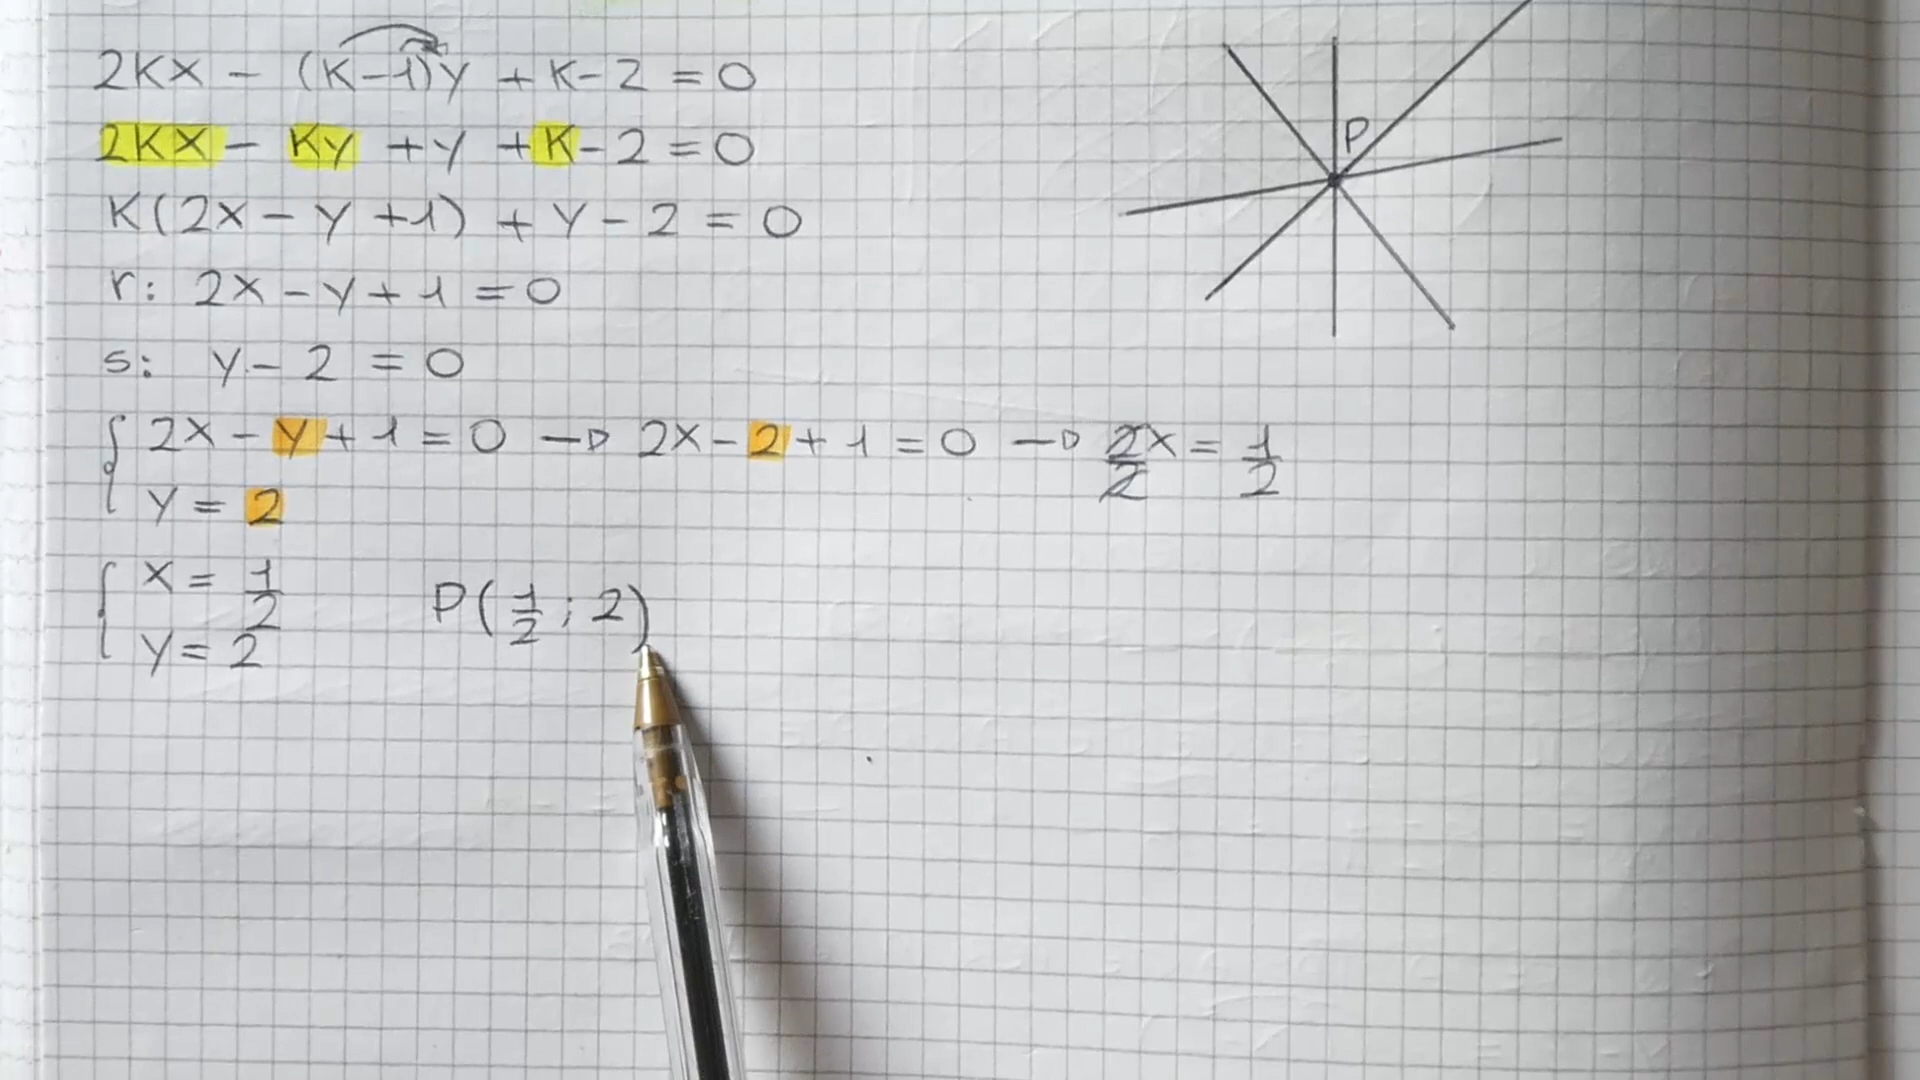 2KX - (K-1)y + K-2 = 0
2KX - Ky + y + K - 2 = 0
K(2X - Y + 1) + Y - 2 = 0
r: 2X - Y + 1 = 0
s: Y - 2 = 0
{ 2X - Y + 1 = 0 → 2X - 2 + 1 = 0 → 2X/2 = 1/2
Y = 2
{ X = 1/2
Y = 2
P(1/2 ; 2)
P